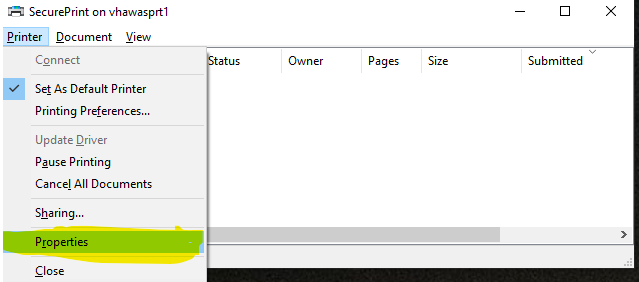 SecurePrint on vhawasprt1
Printer Document View
Status Owner Pages Size Submitted
Connect
Set As Default Printer
Printing Preferences...
Update Driver
Pause Printing
Cancel All Documents
Sharing...
Properties
Close